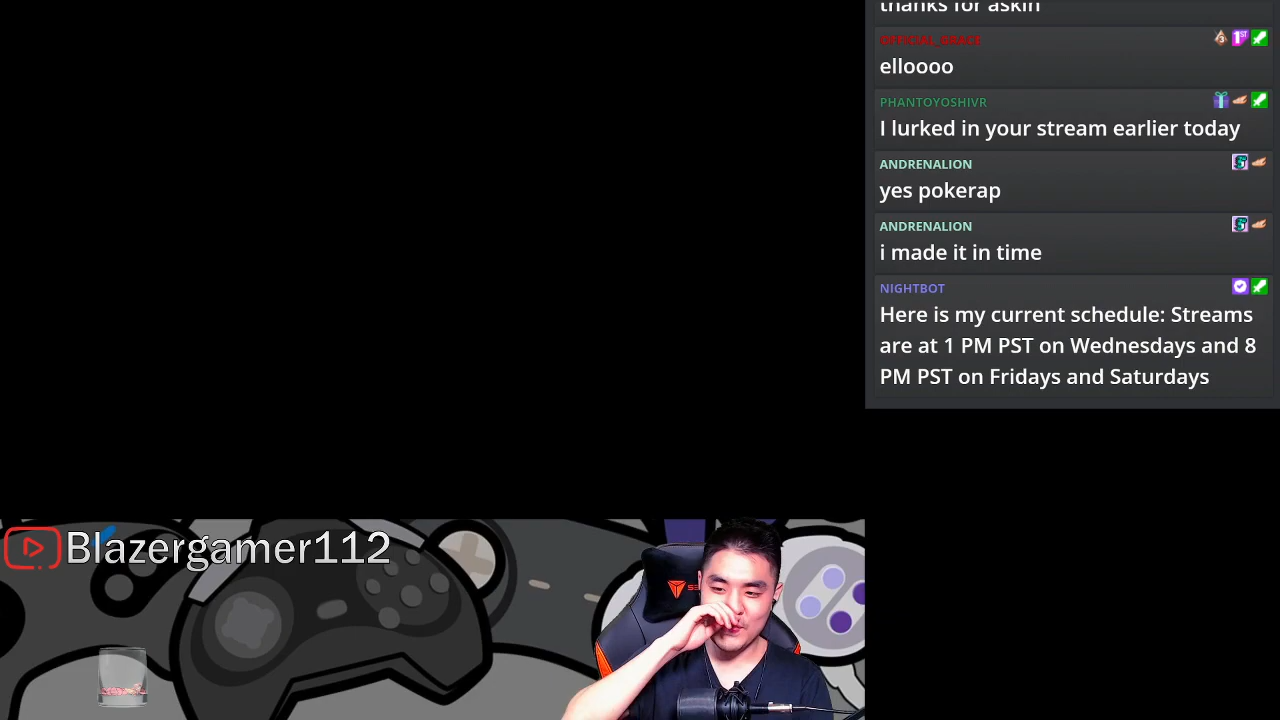 thanks for askin
OFFICIAL_GRACE
elloooo
PHANTOYOSHIVR
I lurked in your stream earlier today
ANDRENALION
yes pokerap
ANDRENALION
i made it in time
NIGHTBOT
Here is my current schedule: Streams
are at 1 PM PST on Wednesdays and 8
PM PST on Fridays and Saturdays
Blazergamer112